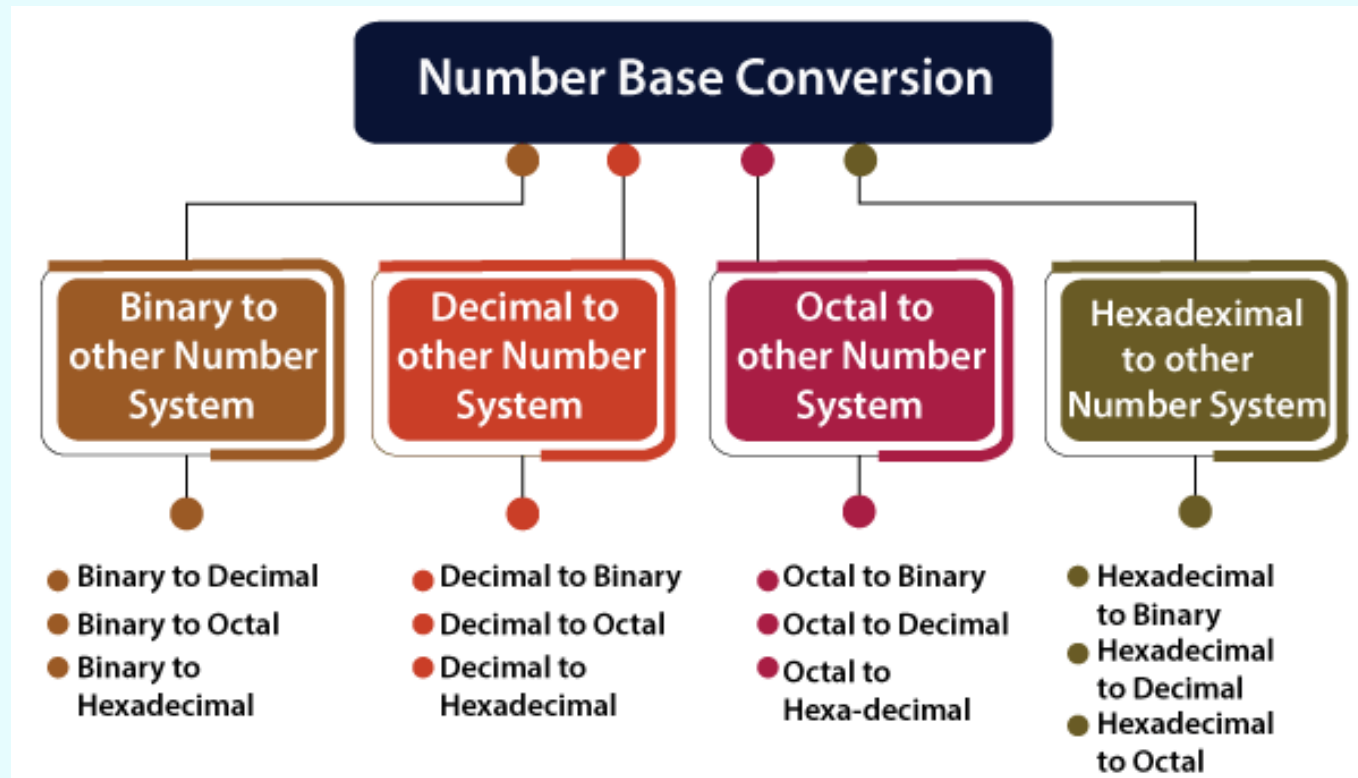 Number Base Conversion
Binary to
other Number
System
Decimal to
other Number
System
Octal to
other Number
System
Hexadeximal
to other
Number System
Binary to Decimal
Binary to Octal
Binary to
Hexadecimal
Decimal to Binary
Decimal to Octal
Decimal to
Hexadecimal
Octal to Binary
Octal to Decimal
Octal to
Hexa-decimal
Hexadecimal
to Binary
Hexadecimal
to Decimal
Hexadecimal
to Octal